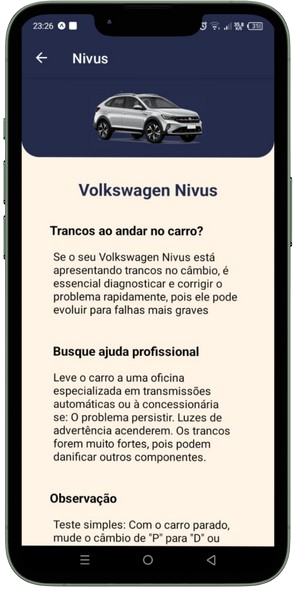 23:26
Nivus
Volkswagen Nivus
Trancos ao andar no carro?
Se o seu Volkswagen Nivus está
apresentando trancos no câmbio, é
essencial diagnosticar e corrigir o
problema rapidamente, pois ele pode
evoluir para falhas mais graves
Busque ajuda profissional
Leve o carro a uma oficina
especializada em transmissões
automáticas ou à concessionária
se: O problema persistir. Luzes de
advertência acenderem. Os trancos
forem muito fortes, pois podem
danificar outros componentes.
Observação
Teste simples: Com o carro parado,
mude o câmbio de "P" para "D" ou